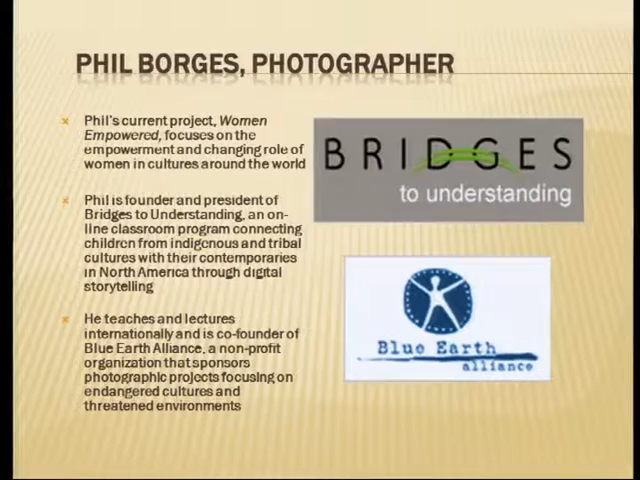 PHIL BORGES, PHOTOGRAPHER
Phil's current project, Women
Empowered, focuses on the
empowerment and changing role of
women in cultures around the world
Phil is founder and president of
Bridges to Understanding, an on-
line classroom program connecting
children from indigenous and tribal
cultures with their contemporaries
in North America through digital
storytelling
He teaches and lectures
internationally and is co-founder of
Blue Earth Alliance, a non-profit
organization that sponsors
photographic projects focusing on
endangered cultures and
threatened environments
BRIDGES
to understanding
Blue Earth
alliance